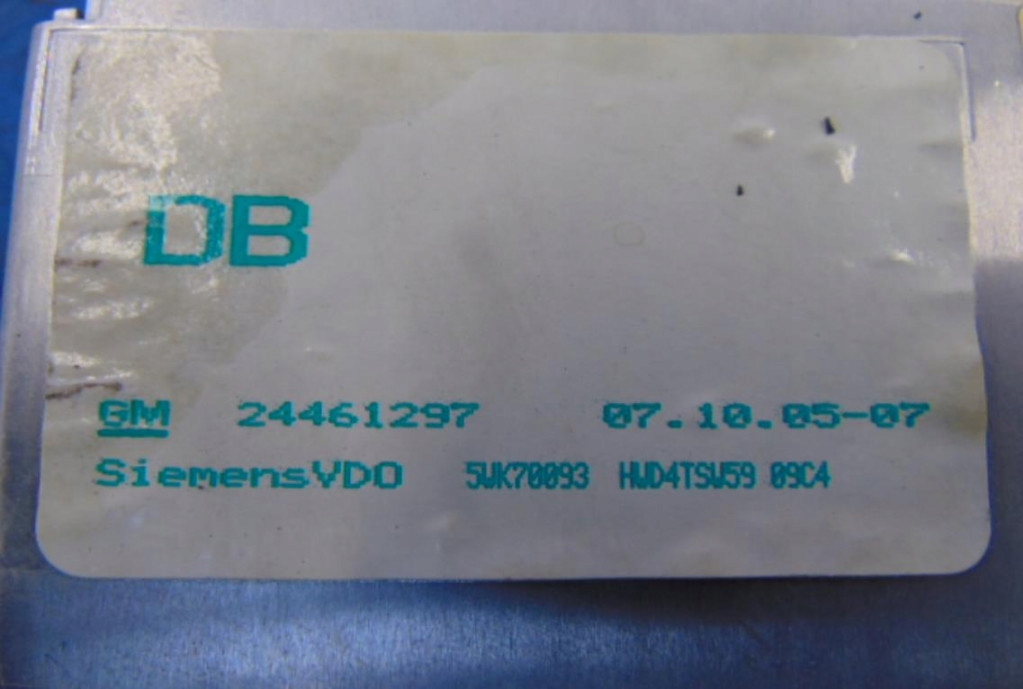 DB
GM 24461297 07.10.05-07
SiemensVDO 5WK70093 HWD4TSW59 09C4